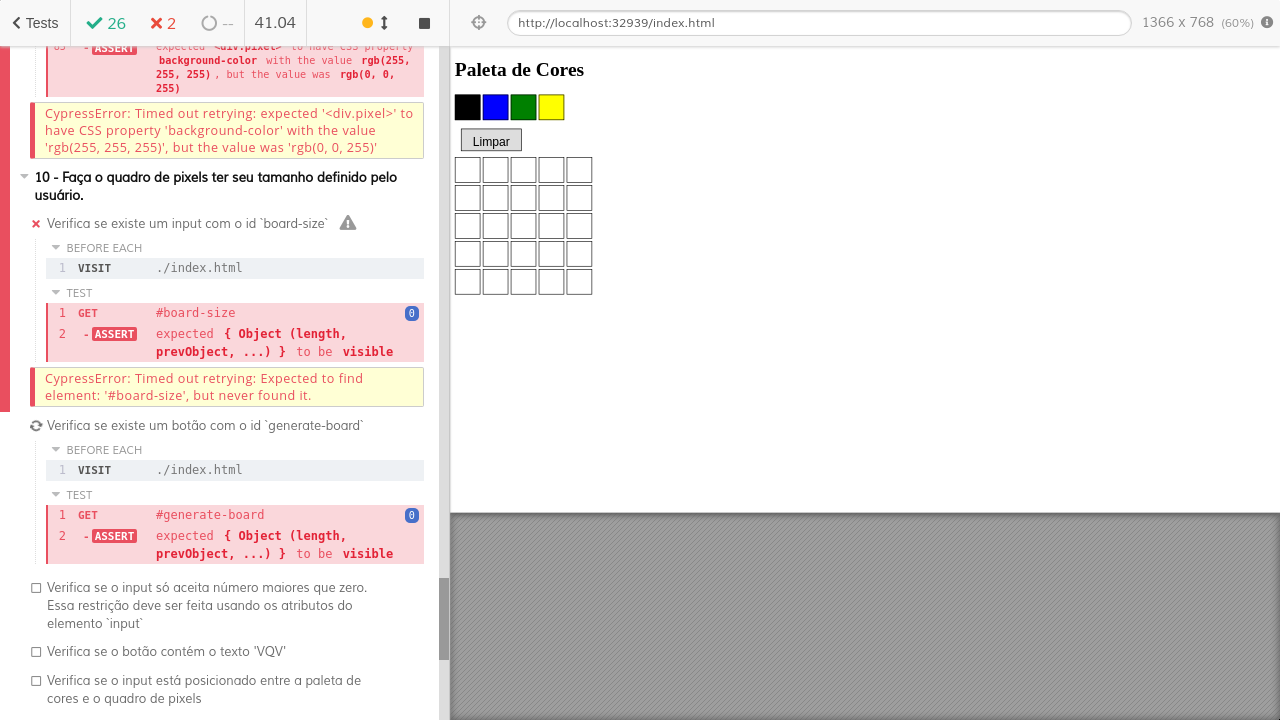 Tests
26
2
--
41.04
http://localhost:32939/index.html
1366 x 768 (60%)
- ASSERT expected <div.pixel> to have CSS property
background-color with the value rgb(255,
255, 255) , but the value was rgb(0, 0,
255)
CypressError: Timed out retrying: expected '<div.pixel>' to
have CSS property 'background-color' with the value
'rgb(255, 255, 255)', but the value was 'rgb(0, 0, 255)'
10 - Faça o quadro de pixels ter seu tamanho definido pelo
usuário.
Verifica se existe um input com o id `board-size`
BEFORE EACH
1 VISIT ./index.html
TEST
1 GET #board-size 0
2 - ASSERT expected { Object (length,
prevObject, ...) } to be visible
CypressError: Timed out retrying: Expected to find
element: '#board-size', but never found it.
Verifica se existe um botão com o id `generate-board`
BEFORE EACH
1 VISIT ./index.html
TEST
1 GET #generate-board 0
2 - ASSERT expected { Object (length,
prevObject, ...) } to be visible
Verifica se o input só aceita número maiores que zero.
Essa restrição deve ser feita usando os atributos do
elemento `input`
Verifica se o botão contém o texto 'VQV'
Verifica se o input está posicionado entre a paleta de
cores e o quadro de pixels
Paleta de Cores
Limpar